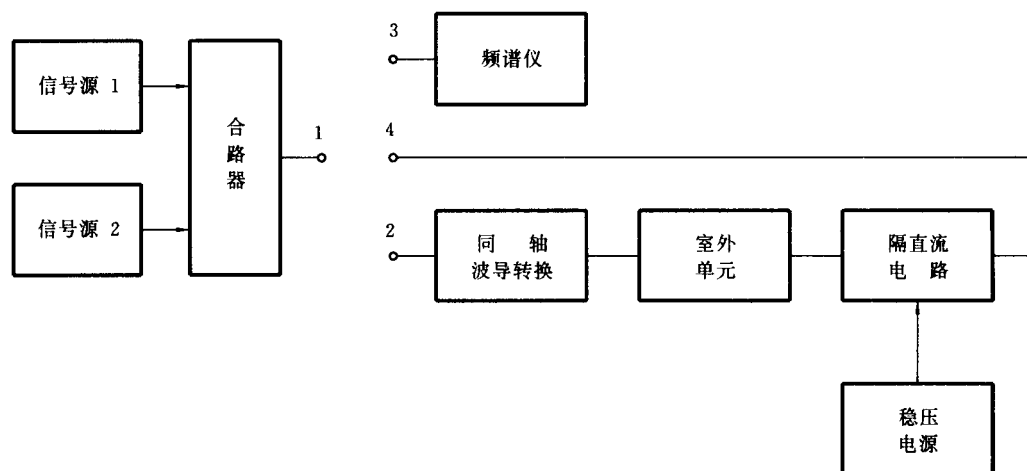 信号源 1
信号源 2
合
路
器
1
3
频谱仪
4
2
同 轴
波导转换
室外
单元
隔直流
电 路
稳压
电源